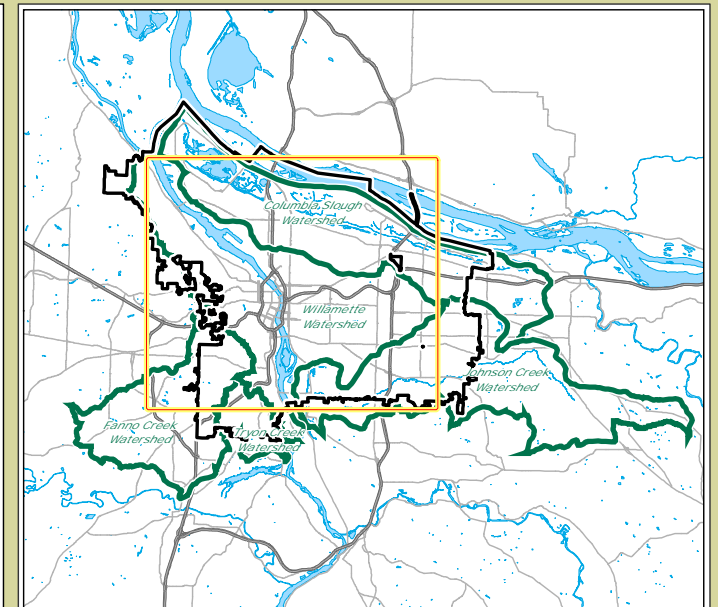 Columbia Slough
Watershed
Willamette
Watershed
Johnson Creek
Watershed
Fanno Creek
Watershed
Tryon Creek
Watershed